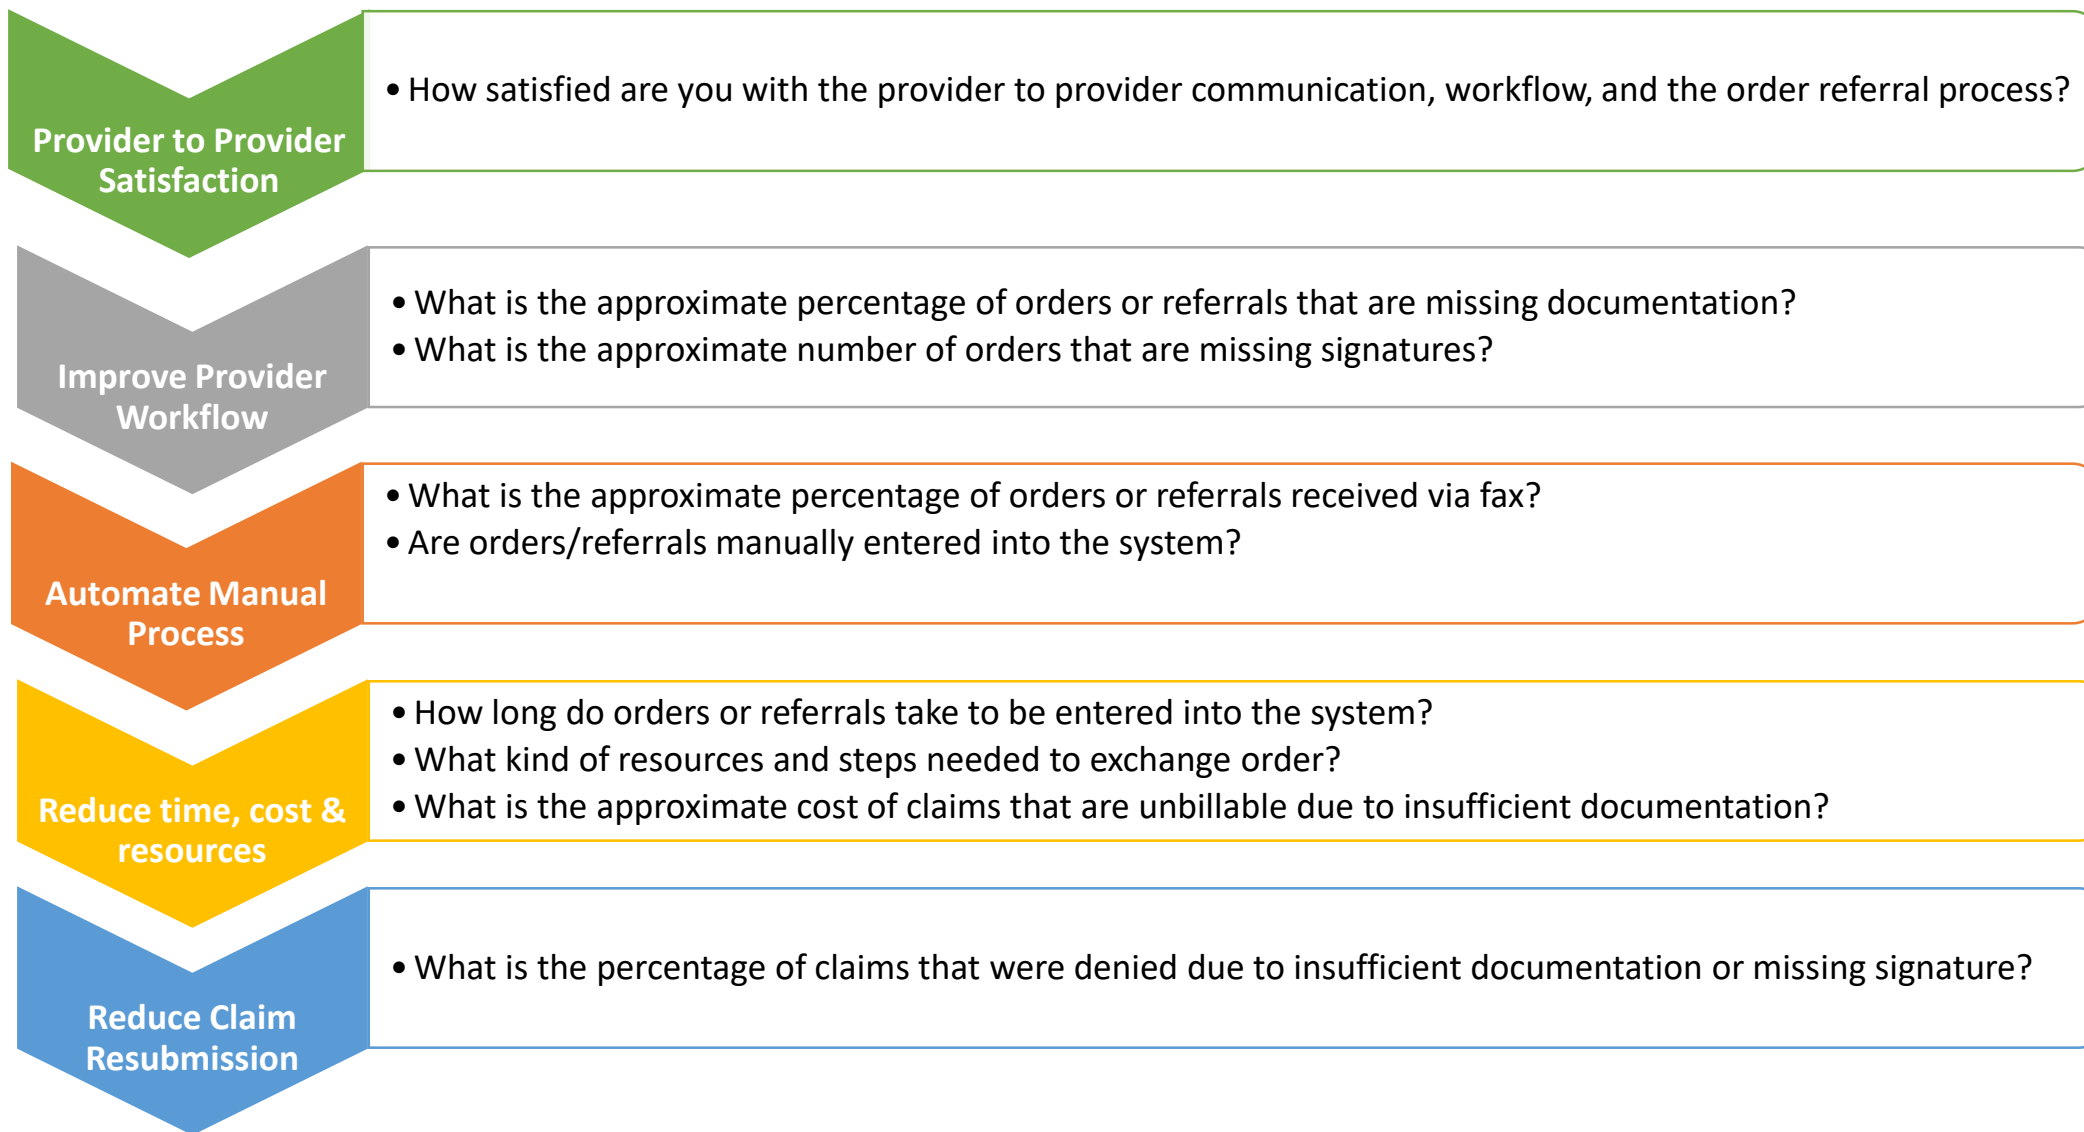 Provider to Provider
Satisfaction
• How satisfied are you with the provider to provider communication, workflow, and the order referral process?
Improve Provider
Workflow
• What is the approximate percentage of orders or referrals that are missing documentation?
• What is the approximate number of orders that are missing signatures?
Automate Manual
Process
• What is the approximate percentage of orders or referrals received via fax?
• Are orders/referrals manually entered into the system?
Reduce time, cost &
resources
• How long do orders or referrals take to be entered into the system?
• What kind of resources and steps needed to exchange order?
• What is the approximate cost of claims that are unbillable due to insufficient documentation?
Reduce Claim
Resubmission
• What is the percentage of claims that were denied due to insufficient documentation or missing signature?